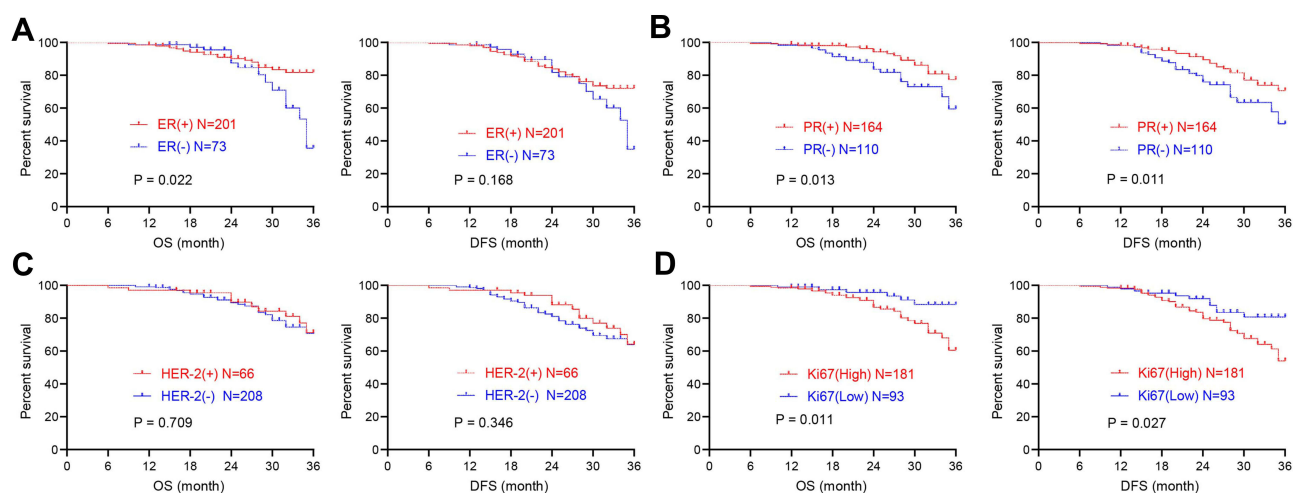 A
B
Percent survival
100
80
60
40
20
0
ER(+) N=201
ER(-) N=73
P = 0.022
0 6 12 18 24 30 36
OS (month)
Percent survival
100
80
60
40
20
0
ER(+) N=201
ER(-) N=73
P = 0.168
0 6 12 18 24 30 36
DFS (month)
Percent survival
100
80
60
40
20
0
PR(+) N=164
PR(-) N=110
P = 0.013
0 6 12 18 24 30 36
OS (month)
Percent survival
100
80
60
40
20
0
PR(+) N=164
PR(-) N=110
P = 0.011
0 6 12 18 24 30 36
DFS (month)
C
D
Percent survival
100
80
60
40
20
0
HER-2(+) N=66
HER-2(-) N=208
P = 0.709
0 6 12 18 24 30 36
OS (month)
Percent survival
100
80
60
40
20
0
HER-2(+) N=66
HER-2(-) N=208
P = 0.346
0 6 12 18 24 30 36
DFS (month)
Percent survival
100
80
60
40
20
0
Ki67(High) N=181
Ki67(Low) N=93
P = 0.011
0 6 12 18 24 30 36
OS (month)
Percent survival
100
80
60
40
20
0
Ki67(High) N=181
Ki67(Low) N=93
P = 0.027
0 6 12 18 24 30 36
DFS (month)